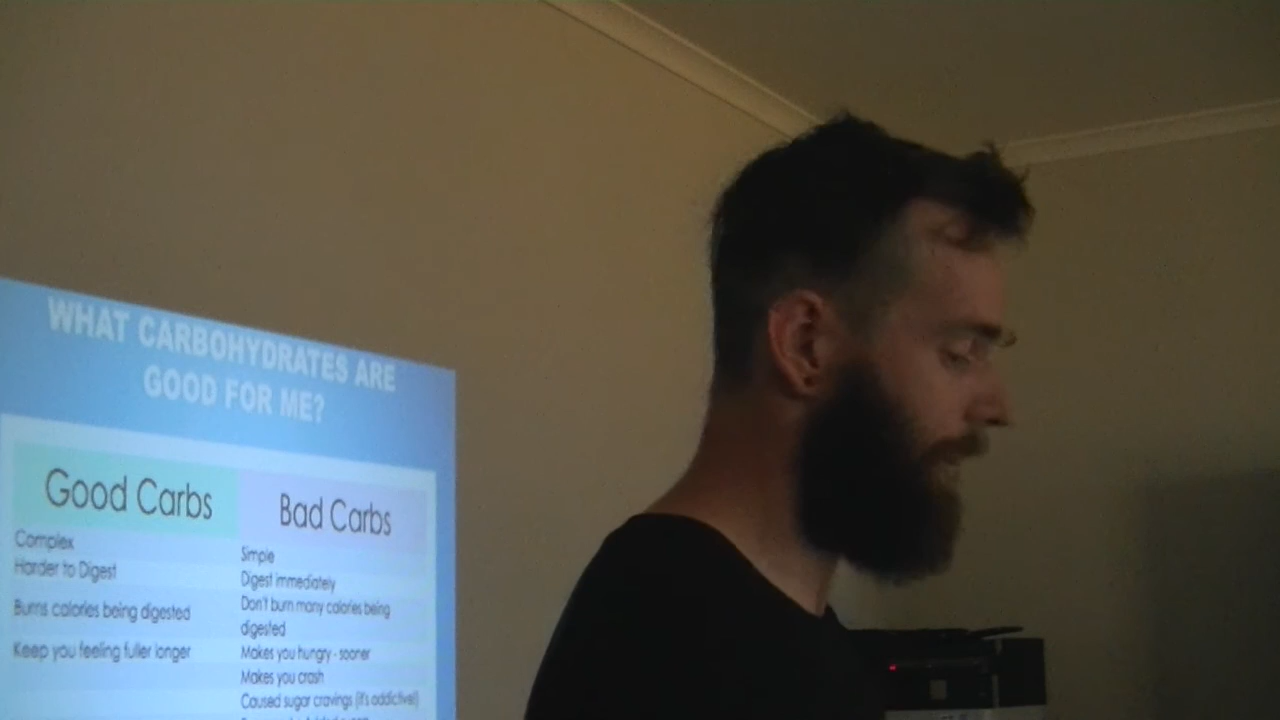 WHAT CARBOHYDRATES ARE
GOOD FOR ME?
Good Carbs
Bad Carbs
Complex
Harder to Digest
Burns calories being digested
Keep you feeling fuller longer
Simple
Digest immediately
Don't burn many calories being
digested
Makes you hungry - sooner
Makes you crash
Caused sugar cravings (it's addictive!)